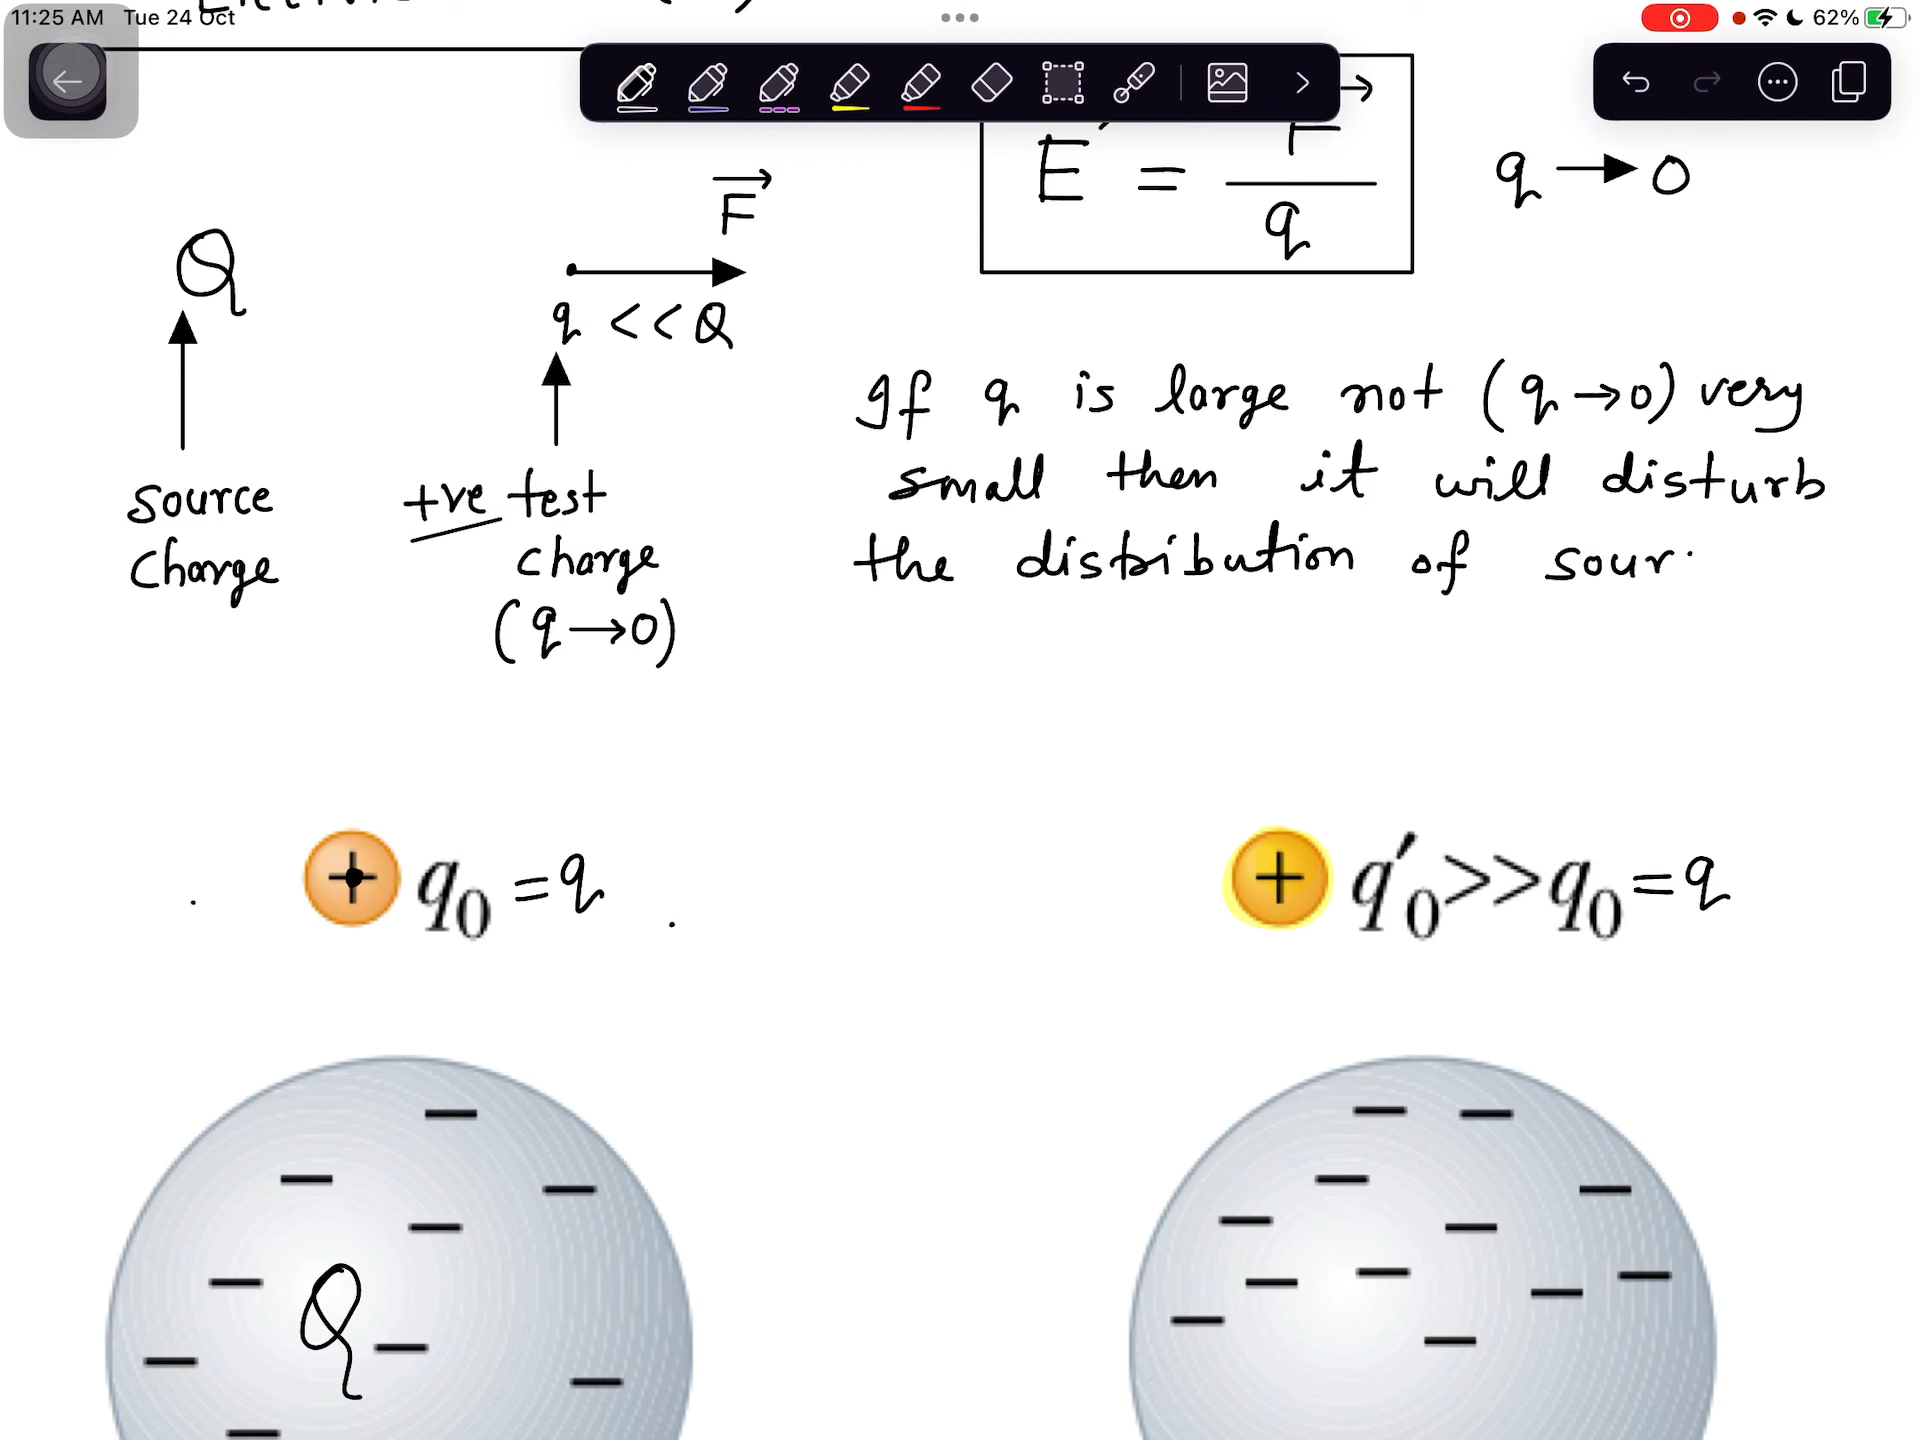 11:25 AM Tue 24 Oct
62%
F
E = F
q
q → 0
Q
q << Q
If q is large not (q → 0) very
small then it will disturb
the distribution of sour
source
charge
+ve test
charge
(q → 0)
+ q0 = q
+ q′0 >> q0 = q
Q